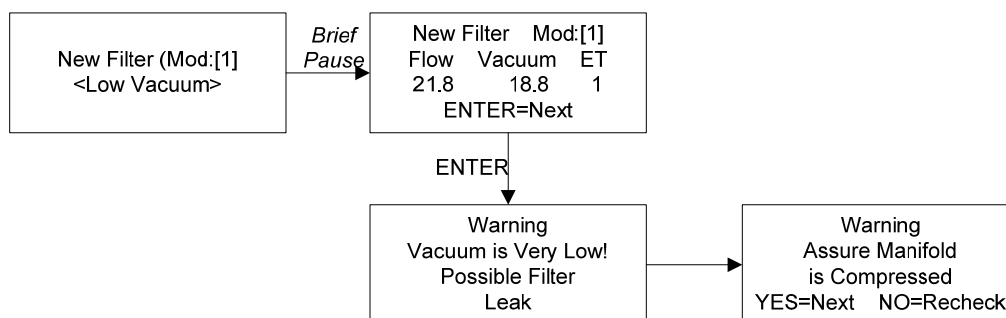 New Filter (Mod:[1]
<Low Vacuum>
Brief
Pause
New Filter Mod:[1]
Flow Vacuum ET
21.8 18.8 1
ENTER=Next
ENTER
Warning
Vacuum is Very Low!
Possible Filter
Leak
Warning
Assure Manifold
is Compressed
YES=Next NO=Recheck